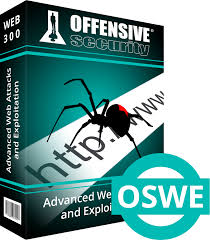 WEB
300
OFFENSIVE®
security
Advanced Web Attacks
and Exploitation
http://www
Advanced We
and Exploi
OSWE